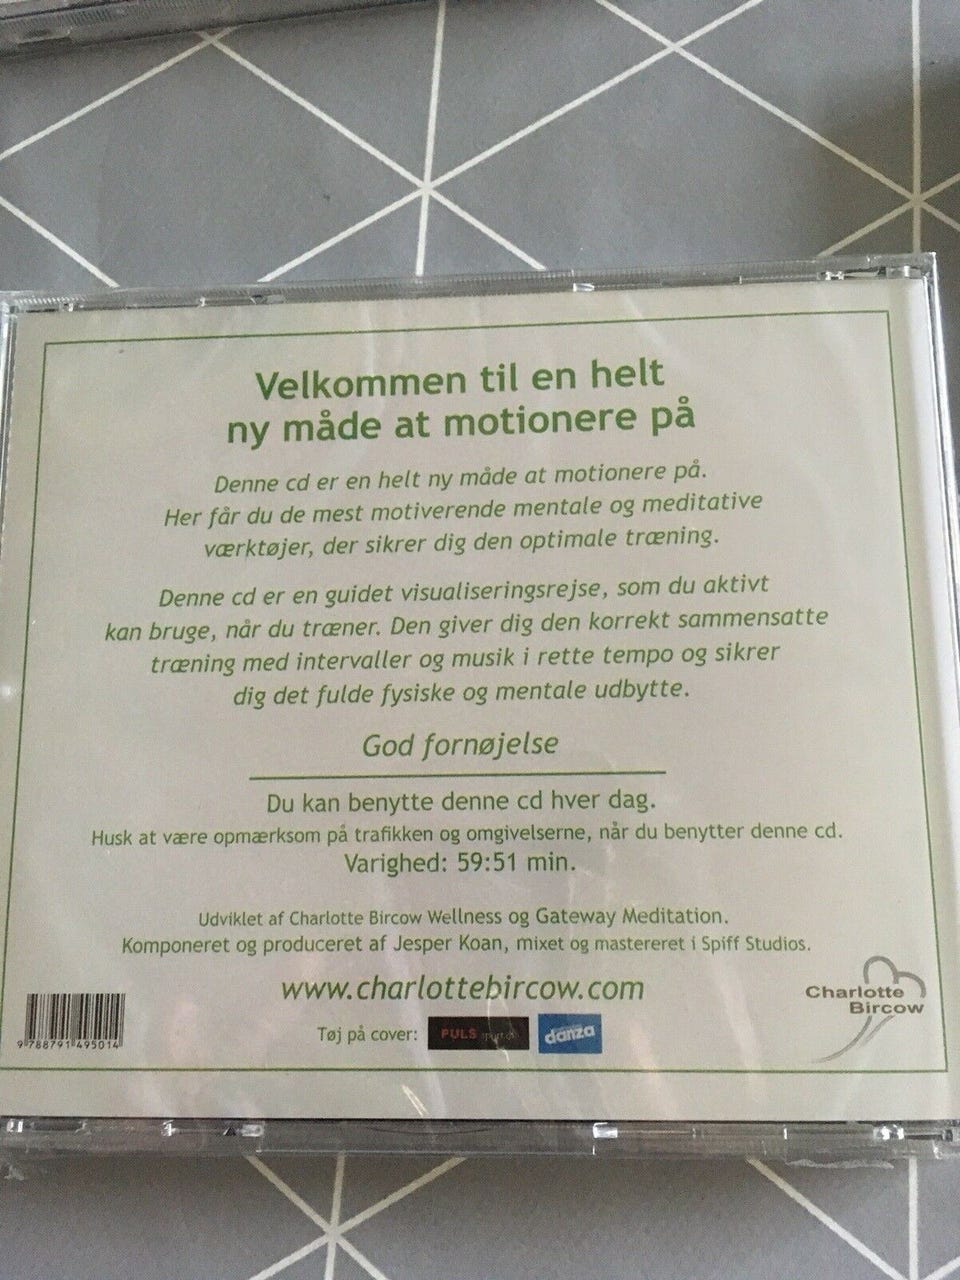 Velkommen til en helt
ny måde at motionere på
Denne cd er en helt ny måde at motionere på.
Her får du de mest motiverende mentale og meditative
værktøjer, der sikrer dig den optimale træning.
Denne cd er en guidet visualiseringsrejse, som du aktivt
kan bruge, når du træner. Den giver dig den korrekt sammensatte
træning med intervaller og musik i rette tempo og sikrer
dig det fulde fysiske og mentale udbytte.
God fornøjelse
Du kan benytte denne cd hver dag.
Husk at være opmærksom på trafikken og omgivelserne, når du benytter denne cd.
Varighed: 59:51 min.
Udviklet af Charlotte Bircow Wellness og Gateway Meditation.
Komponeret og produceret af Jesper Koan, mixet og mastereret i Spiff Studios.
www.charlottebircow.com
Charlotte
Bircow
Tøj på cover: PULS danza
9 788791 495014